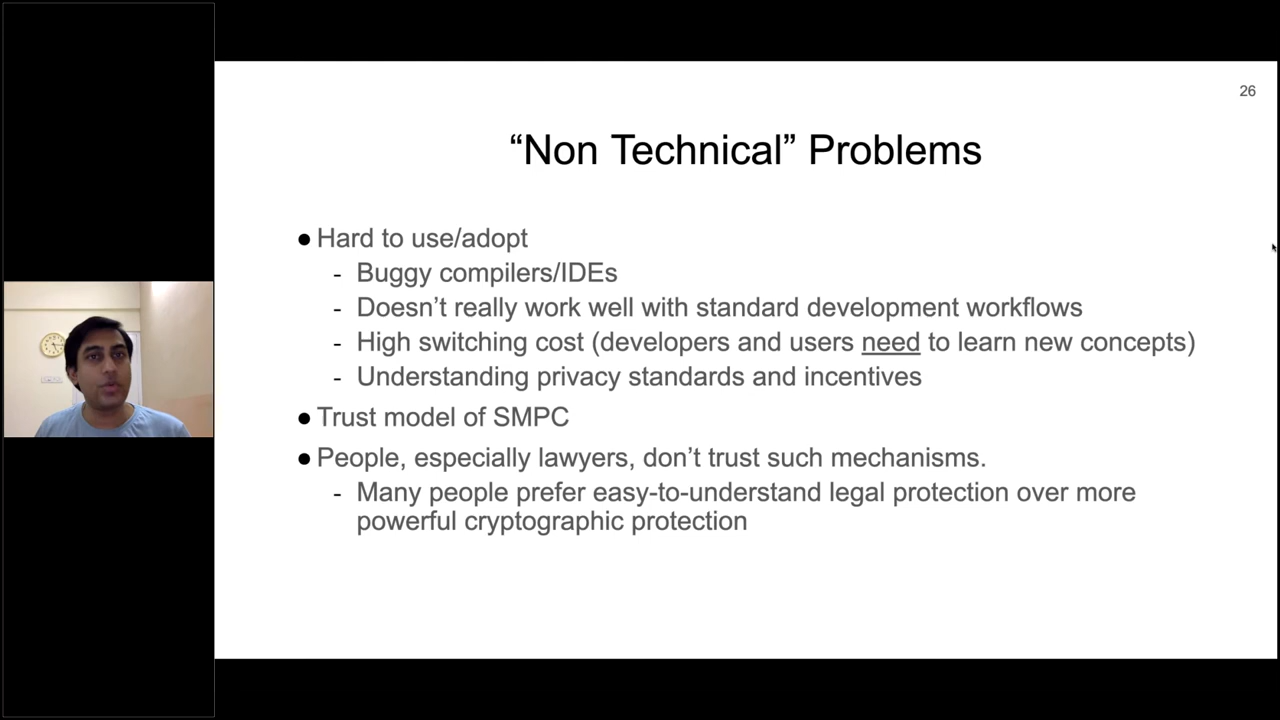 26
“Non Technical” Problems
● Hard to use/adopt
- Buggy compilers/IDEs
- Doesn’t really work well with standard development workflows
- High switching cost (developers and users need to learn new concepts)
- Understanding privacy standards and incentives
● Trust model of SMPC
● People, especially lawyers, don’t trust such mechanisms.
- Many people prefer easy-to-understand legal protection over more
powerful cryptographic protection